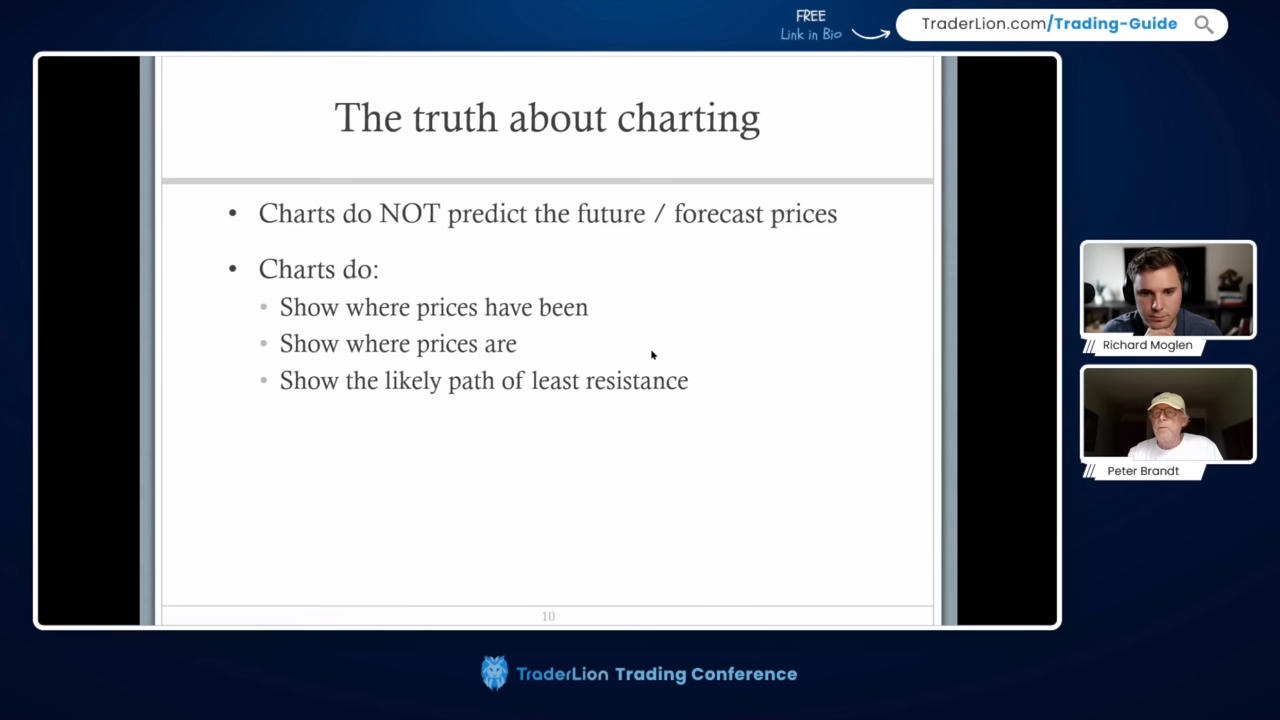 FREE
Link in Bio
TraderLion.com/Trading-Guide
The truth about charting
• Charts do NOT predict the future / forecast prices
• Charts do:
• Show where prices have been
• Show where prices are
• Show the likely path of least resistance
10
Richard Moglen
Peter Brandt
TraderLion Trading Conference